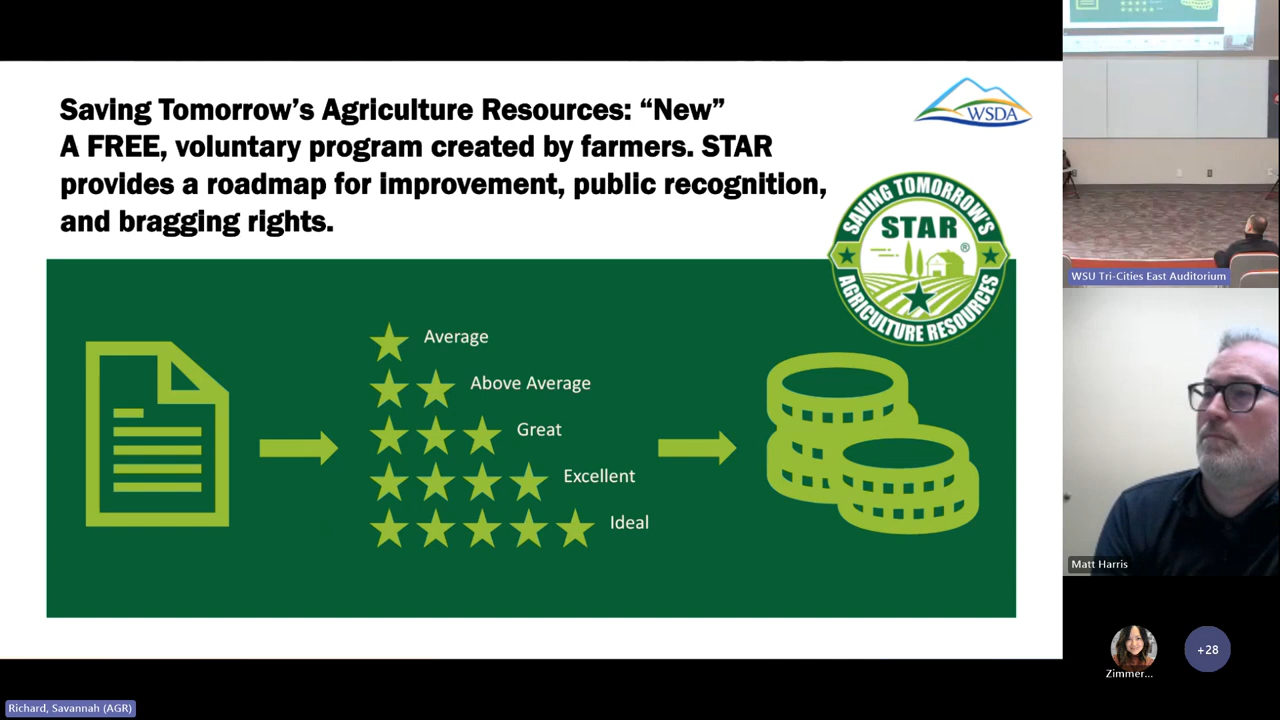 Saving Tomorrow’s Agriculture Resources: “New”
A FREE, voluntary program created by farmers. STAR
provides a roadmap for improvement, public recognition,
and bragging rights.
WSDA
SAVING TOMORROW'S
STAR
®
AGRICULTURE RESOURCES
Average
Above Average
Great
Excellent
Ideal
WSU Tri-Cities East Auditorium
Matt Harris
Zimmer...
+28
Richard, Savannah (AGR)